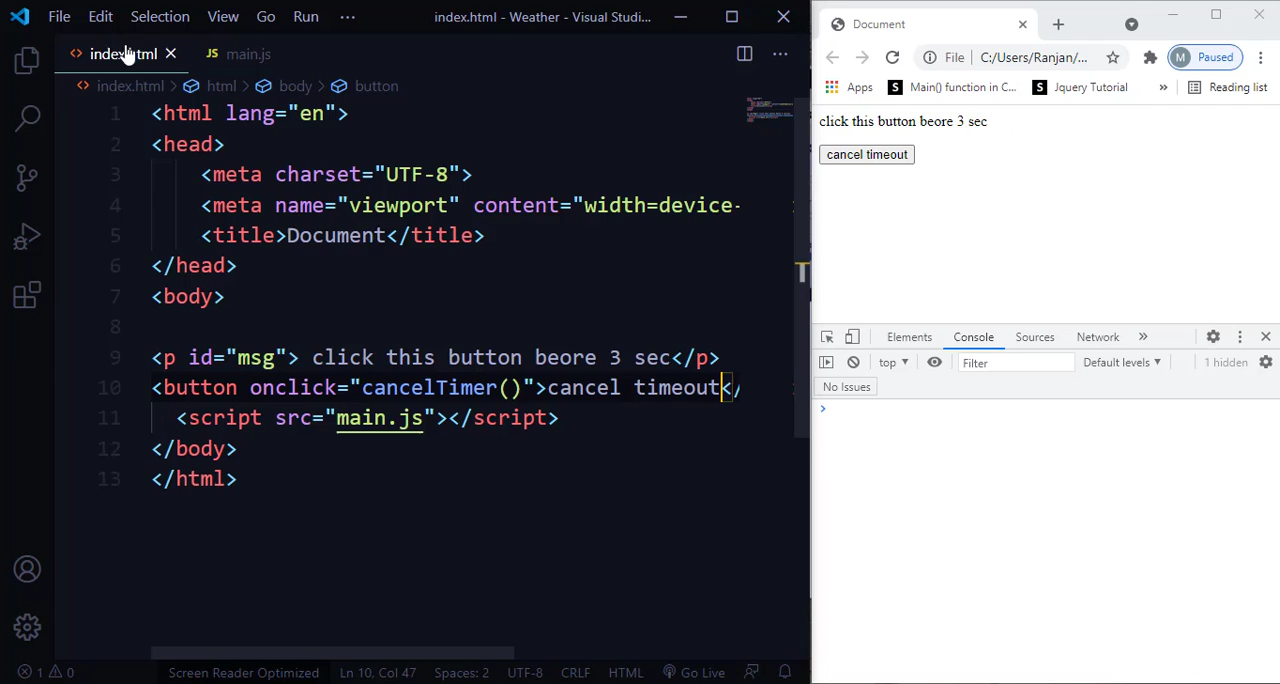 File Edit Selection View Go Run ··· index.html - Weather - Visual Studi...
index.html main.js
index.html > html > body > button
1 <html lang="en">
2 <head>
3 <meta charset="UTF-8">
4 <meta name="viewport" content="width=device-
5 <title>Document</title>
6 </head>
7 <body>
8
9 <p id="msg"> click this button beore 3 sec</p>
10 <button onclick="cancelTimer()">cancel timeout</
11 <script src="main.js"></script>
12 </body>
13 </html>
1 0 Screen Reader Optimized Ln 10, Col 47 Spaces: 2 UTF-8 CRLF HTML Go Live
Document
File C:/Users/Ranjan/... M Paused
Apps S Main() function in C... S Jquery Tutorial » Reading list
click this button beore 3 sec
cancel timeout
Elements Console Sources Network »
top Filter Default levels 1 hidden
No Issues
>